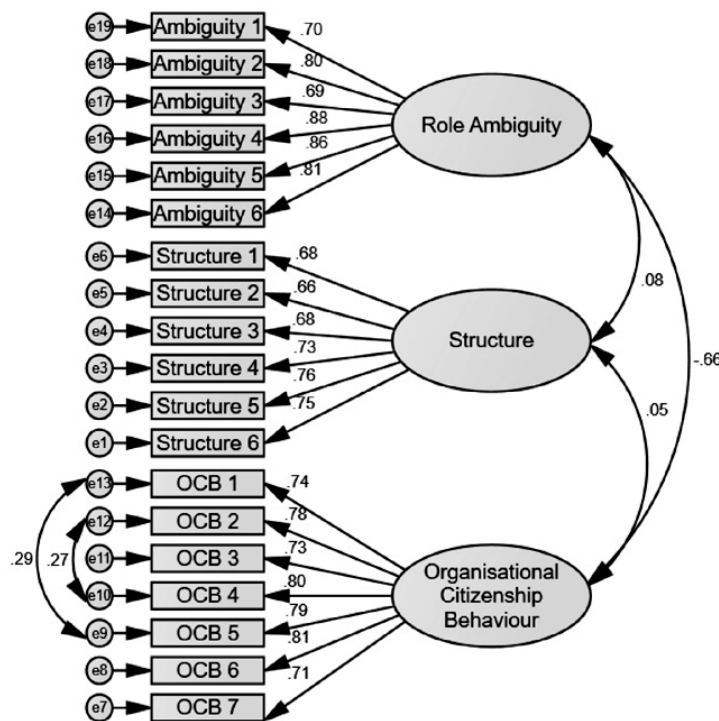 e19 Ambiguity 1 .70
e18 Ambiguity 2 .80
e17 Ambiguity 3 .69
e16 Ambiguity 4 .88
e15 Ambiguity 5 .86
e14 Ambiguity 6 .81
Role Ambiguity
e6 Structure 1 .68
e5 Structure 2 .66
e4 Structure 3 .68
e3 Structure 4 .73
e2 Structure 5 .76
e1 Structure 6 .75
Structure
.08
-.66
.05
e13 OCB 1 .74
e12 OCB 2 .78
e11 OCB 3 .73
e10 OCB 4 .80
e9 OCB 5 .79
e8 OCB 6 .81
e7 OCB 7 .71
.29 .27
Organisational
Citizenship
Behaviour